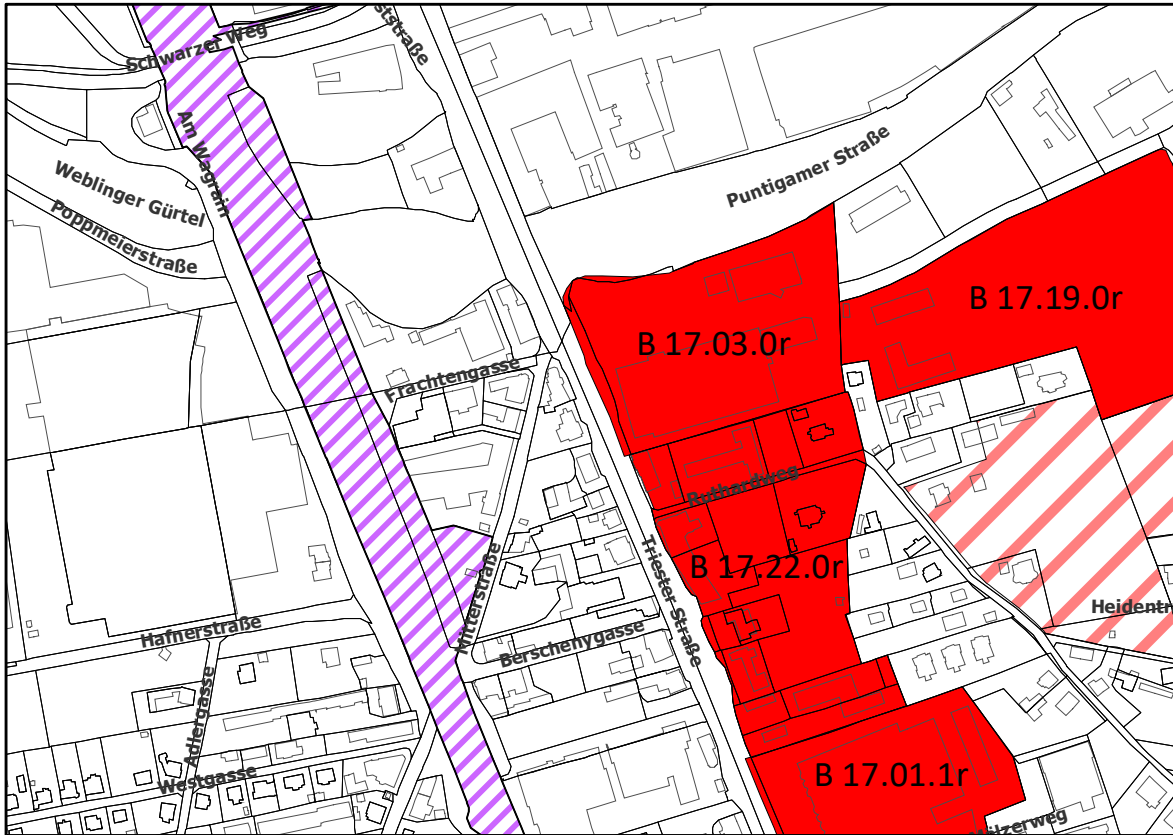 Schwarzer Weg
Puntigamer Straße
Am Wagrain
Weblinger Gürtel
Poppmeierstraße
B 17.19.0r
B 17.03.0r
Frachtengasse
Ruthardweg
B 17.22.0r
Triester Straße
Mitterstraße
Heidentr
Hafnerstraße
Berschenygasse
Adlergasse
Westgasse
B 17.01.1r